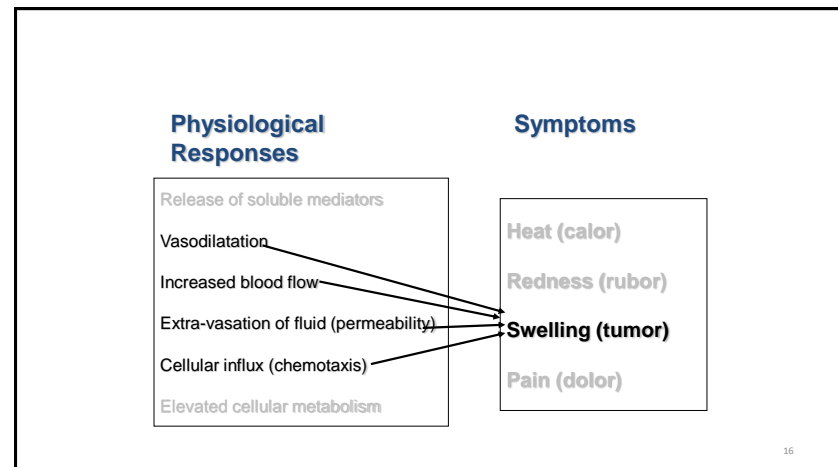 Physiological
Responses
Symptoms
Release of soluble mediators
Vasodilatation
Increased blood flow
Extra-vasation of fluid (permeability)
Cellular influx (chemotaxis)
Elevated cellular metabolism
Heat (calor)
Redness (rubor)
Swelling (tumor)
Pain (dolor)
16